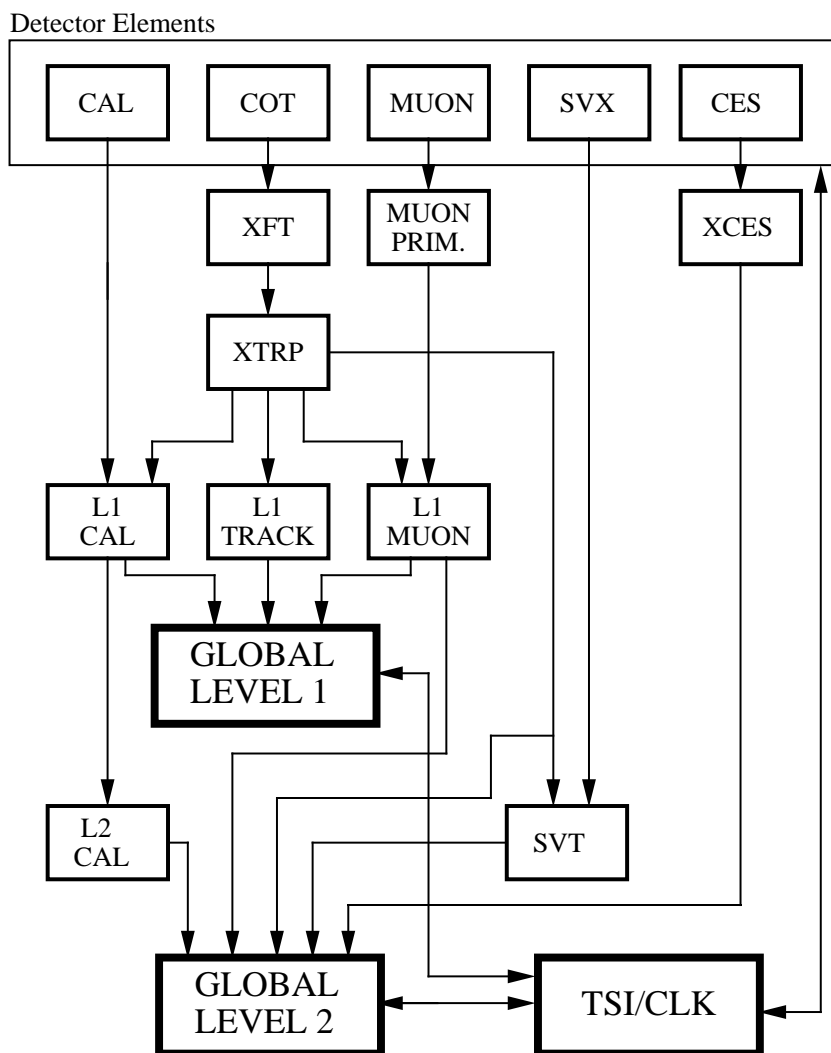 Detector Elements
CAL
COT
MUON
SVX
CES
XFT
MUON
PRIM.
XCES
XTRP
L1
CAL
L1
TRACK
L1
MUON
GLOBAL
LEVEL 1
L2
CAL
SVT
GLOBAL
LEVEL 2
TSI/CLK